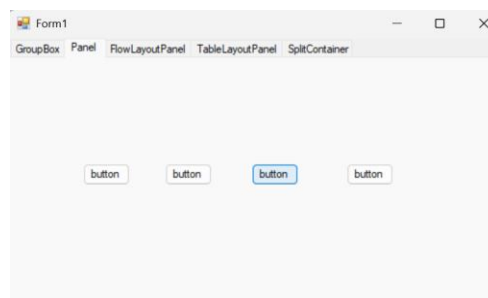 Form1
GroupBox Panel FlowLayoutPanel TableLayoutPanel SplitContainer
button button button button